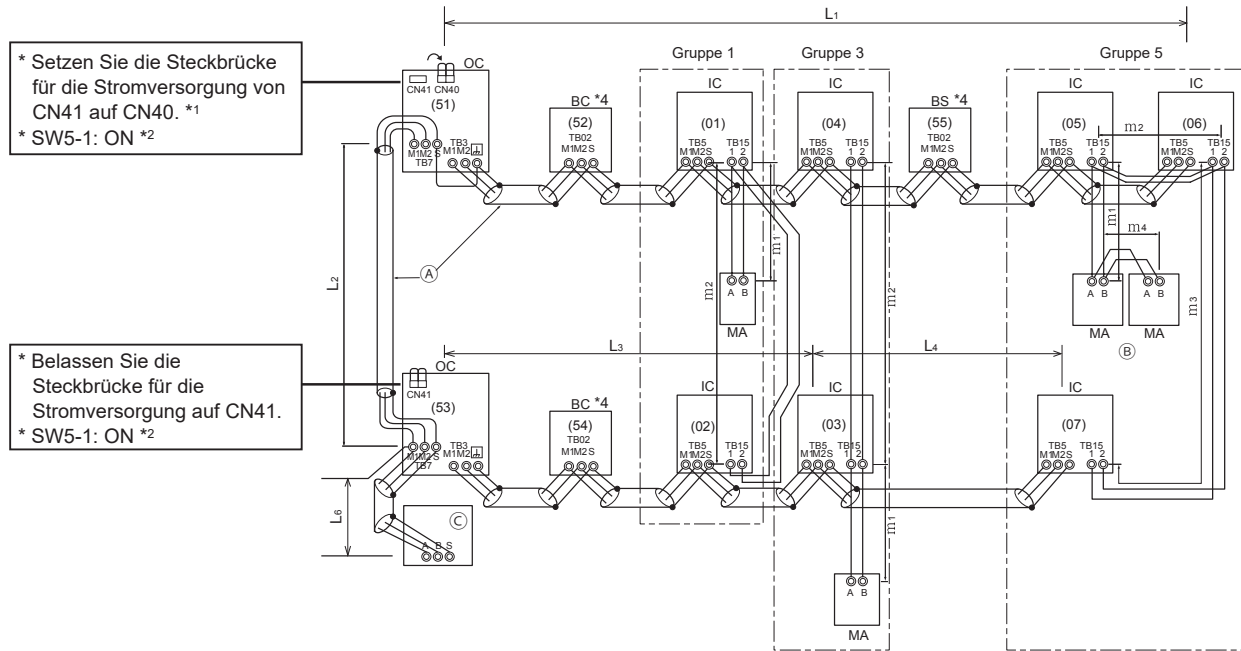 L1
* Setzen Sie die Steckbrücke
für die Stromversorgung von
CN41 auf CN40. *1
* SW5-1: ON *2
OC
CN41 CN40
(51)
TB3
M1M2 S M1M2
TB7
BC *4
(52)
TB02
M1M2S
Gruppe 1
IC
(01)
TB5 TB15
M1M2S 1 2
Gruppe 3
IC
(04)
TB5 TB15
M1M2S 1 2
BS *4
(55)
TB02
M1M2S
Gruppe 5
IC
(05)
TB5 TB15
M1M2S 1 2
IC
(06)
TB5 TB15
M1M2S 1 2
m2
L2
A
m2
m1
A B
MA
m2
m1
m4
m3
A B
MA
A B
MA
B
* Belassen Sie die
Steckbrücke für die
Stromversorgung auf CN41.
* SW5-1: ON *2
L3
L4
OC
CN41
(53)
TB3
M1M2 S M1M2
TB7
BC *4
(54)
TB02
M1M2S
IC
(02)
TB5 TB15
M1M2S 1 2
IC
(03)
TB5 TB15
M1M2S 1 2
IC
(07)
TB5 TB15
M1M2S 1 2
L6
C
A B S
m1
A B
MA